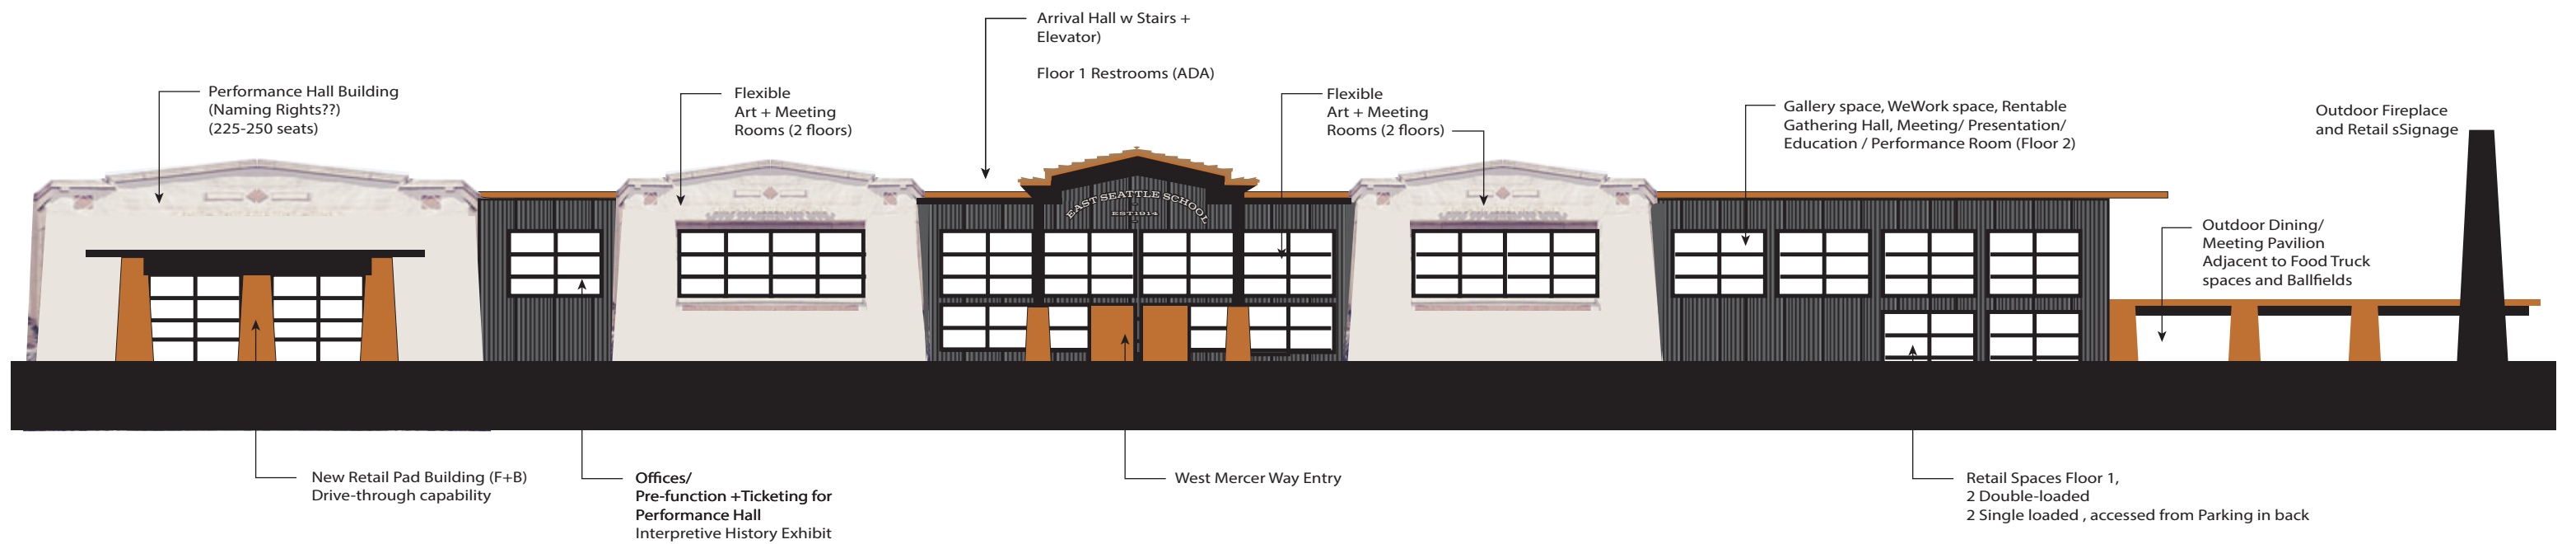 Arrival Hall w Stairs +
Elevator)
Floor 1 Restrooms (ADA)
Performance Hall Building
(Naming Rights??)
(225-250 seats)
Flexible
Art + Meeting
Rooms (2 floors)
Flexible
Art + Meeting
Rooms (2 floors)
Gallery space, WeWork space, Rentable
Gathering Hall, Meeting/ Presentation/
Education / Performance Room (Floor 2)
Outdoor Fireplace
and Retail sSignage
EAST SEATTLE SCHOOL
EST 1914
Outdoor Dining/
Meeting Pavilion
Adjacent to Food Truck
spaces and Ballfields
New Retail Pad Building (F+B)
Drive-through capability
Offices/
Pre-function +Ticketing for
Performance Hall
Interpretive History Exhibit
West Mercer Way Entry
Retail Spaces Floor 1,
2 Double-loaded
2 Single loaded , accessed from Parking in back